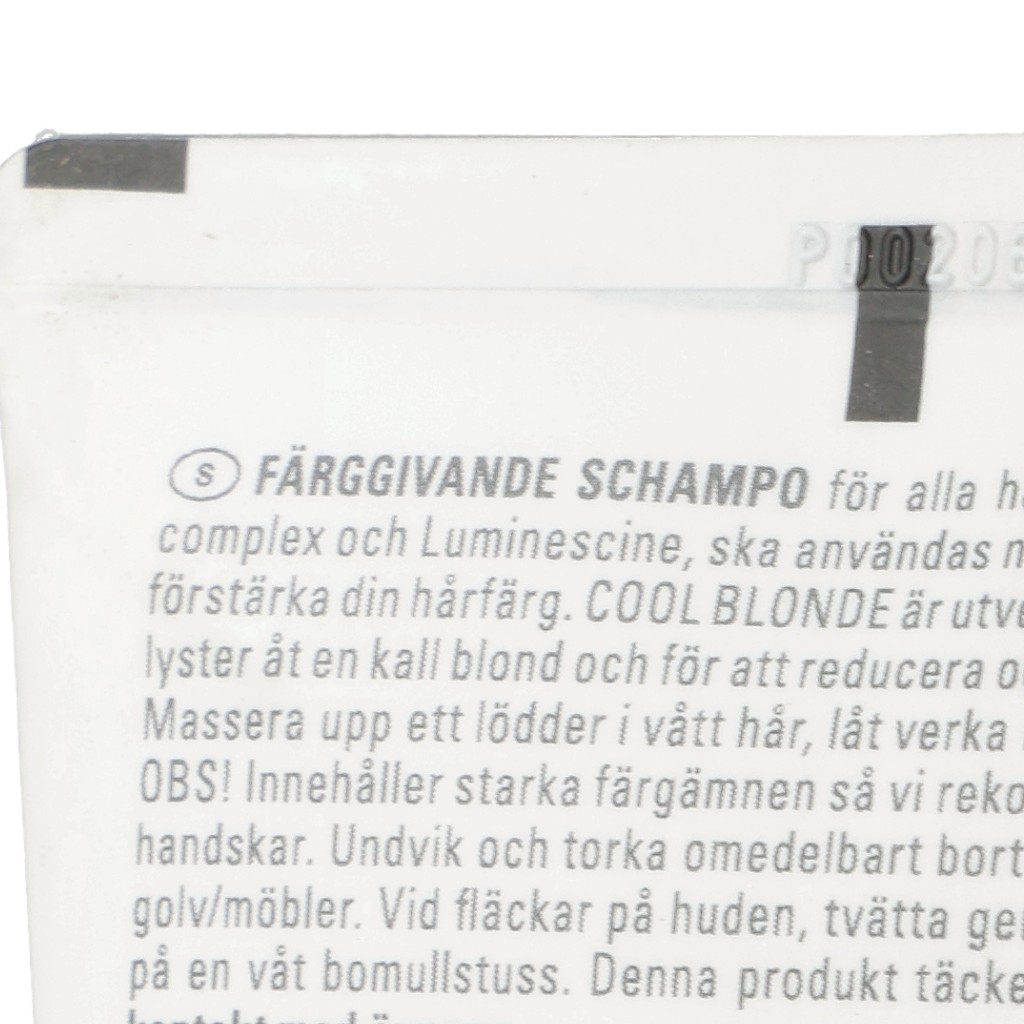 P00206
S FÄRGGIVANDE SCHAMPO för alla
complex och Luminescine, ska användas
förstärka din hårfärg. COOL BLONDE är
lyster åt en kall blond och för att reducera
Massera upp ett lödder i vått hår, låt verka
OBS! Innehåller starka färgämnen så vi
handskar. Undvik och torka omedelbart bort
golv/möbler. Vid fläckar på huden, tvätta
på en våt bomullstuss. Denna produkt